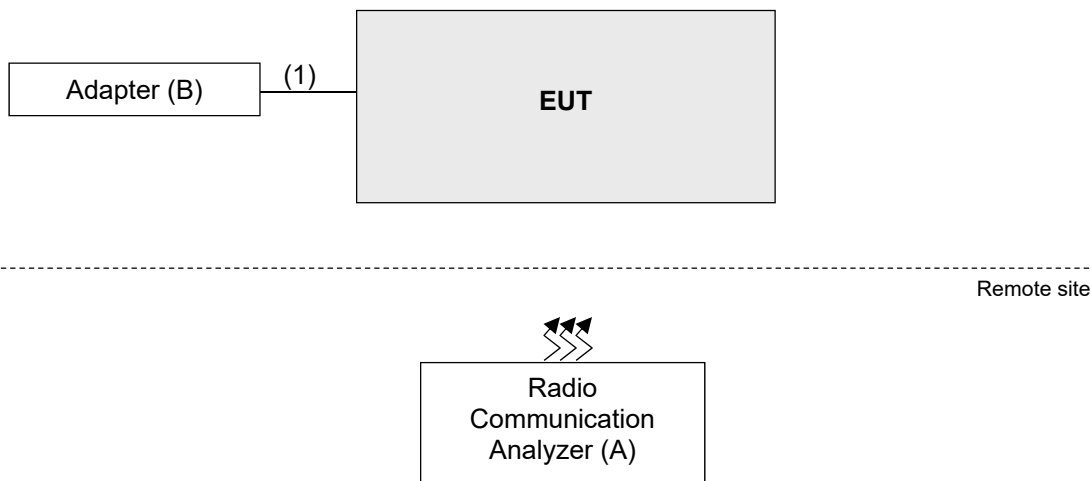 (1)
Adapter (B)
EUT
Remote site
Radio
Communication
Analyzer (A)